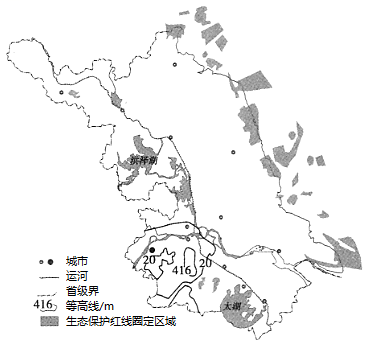 洪泽湖
20
416
20
太湖
城市
运河
省级界
416 等高线/m
生态保护红线圈定区域